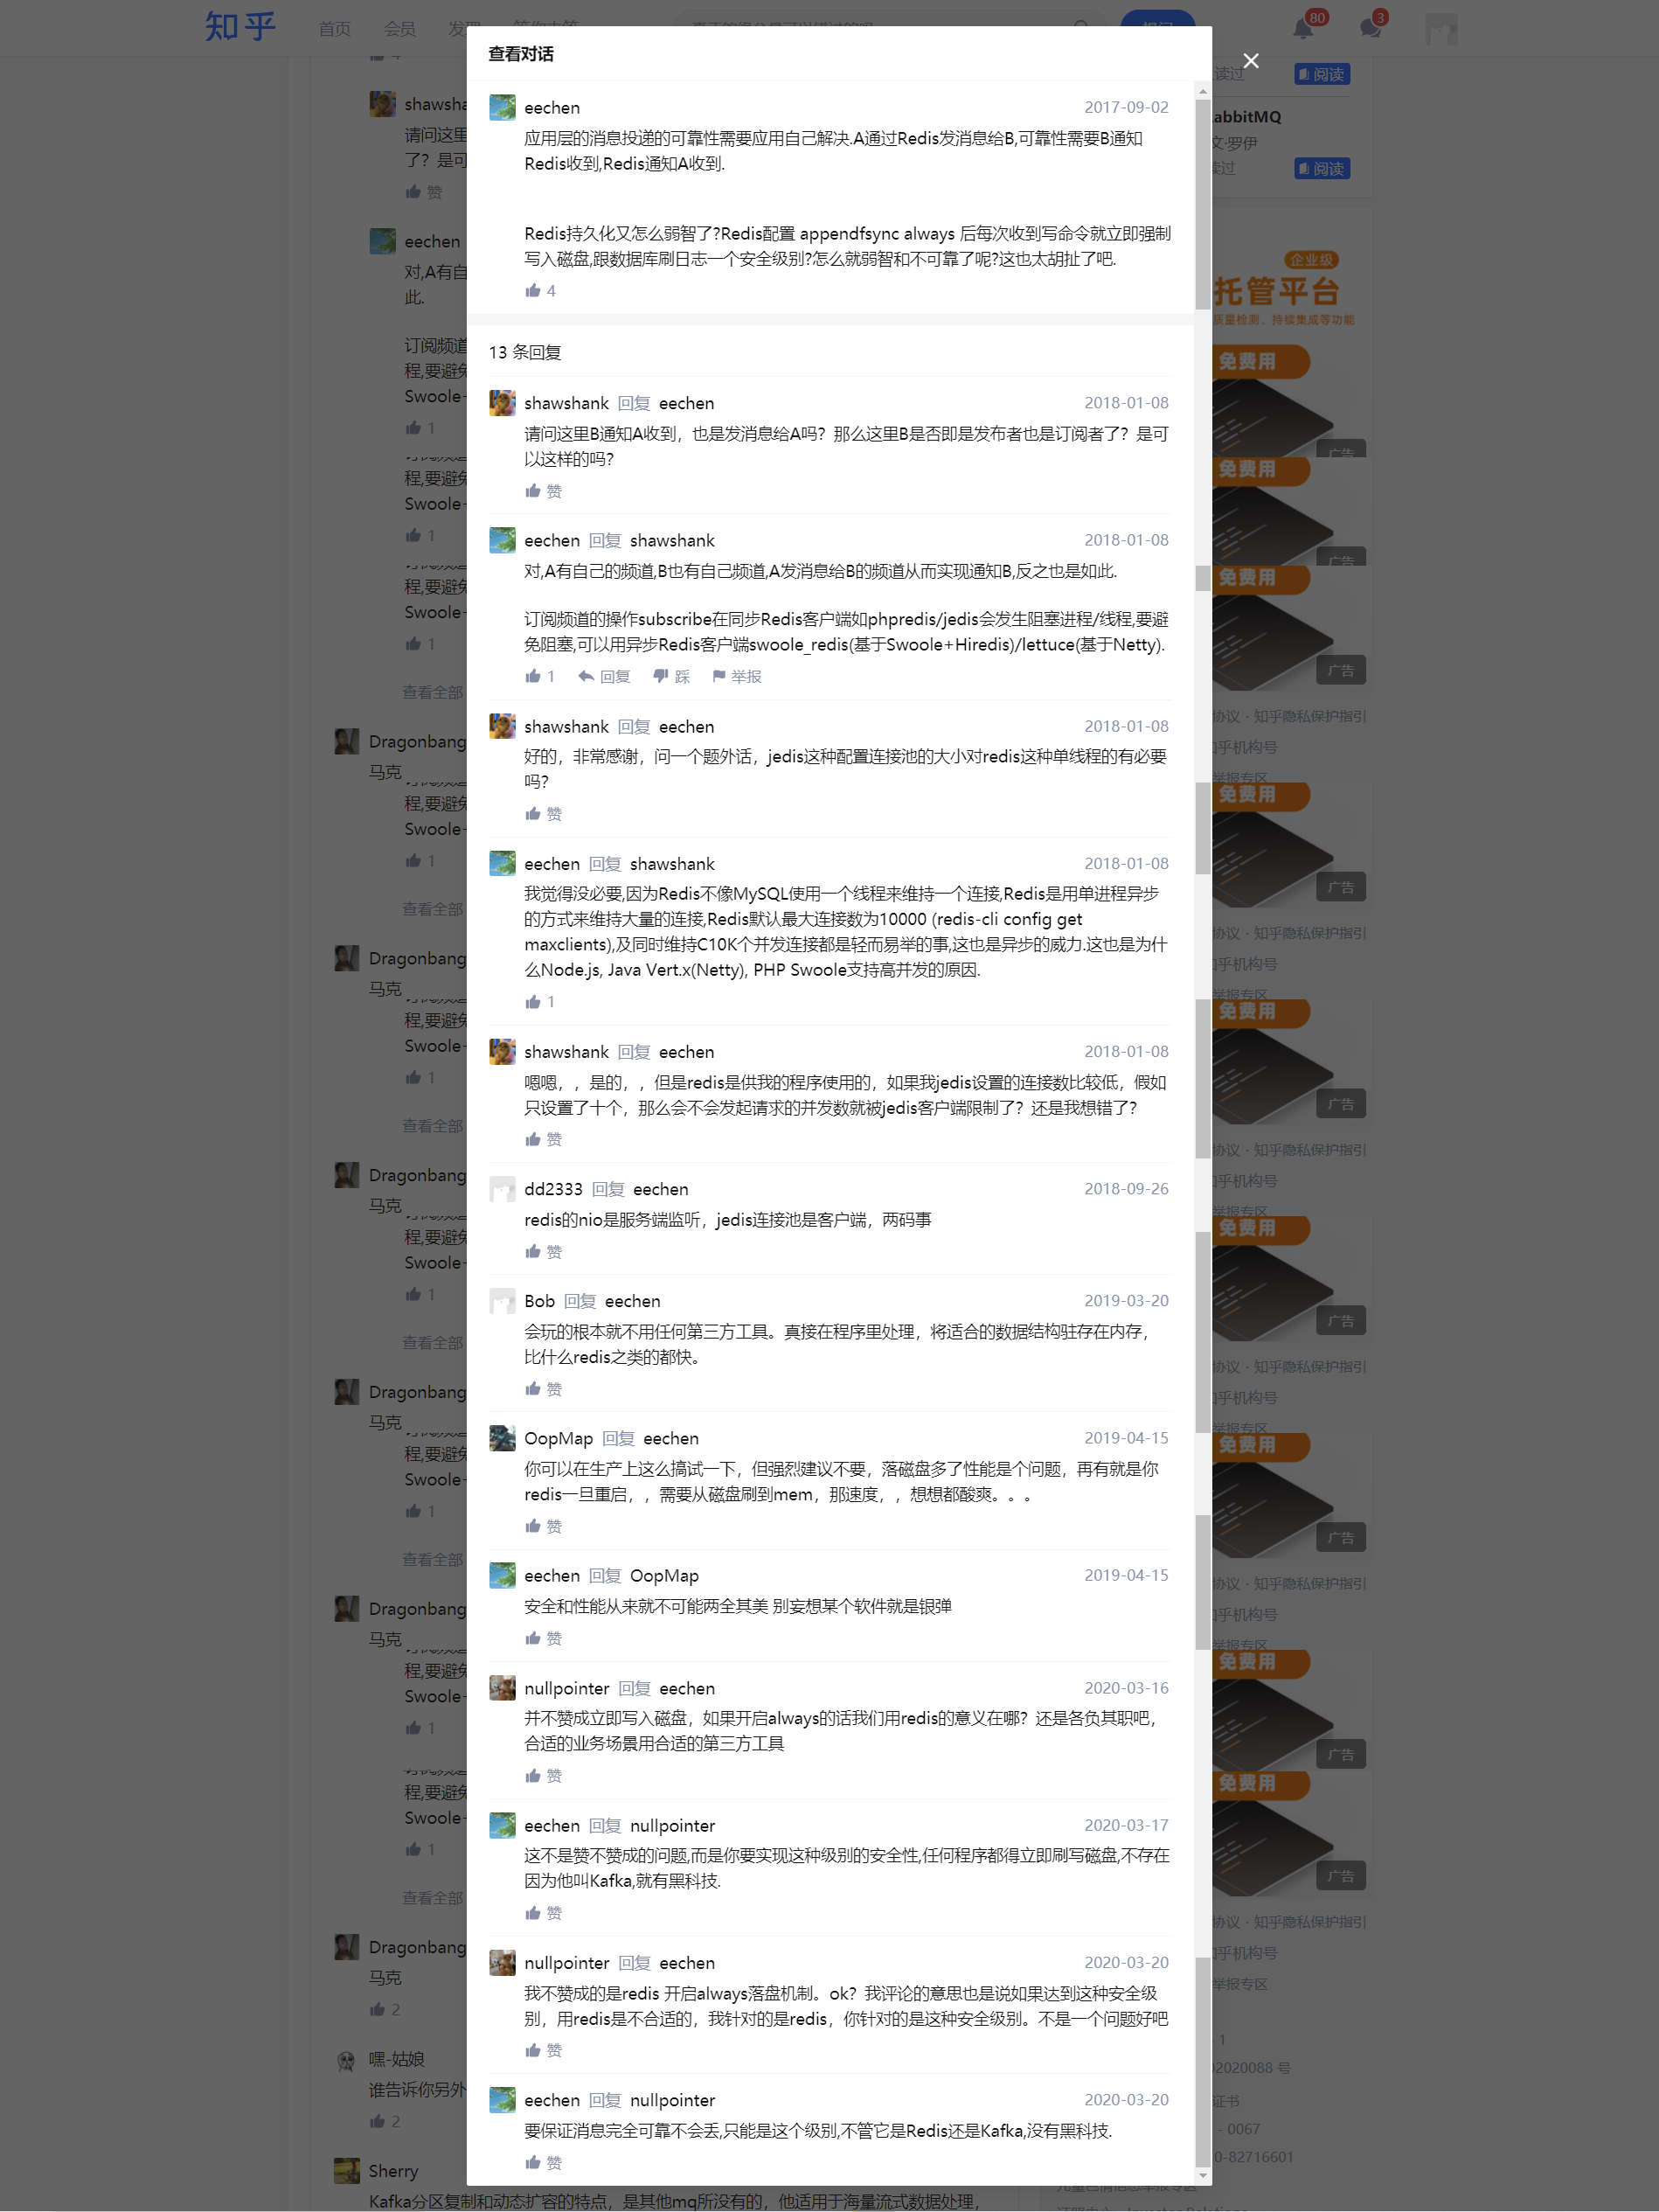 知乎
首页
会员
发现
等你来答
80
3
查看对话
eechen
2017-09-02
应用层的消息投递的可靠性需要应用自己解决.A通过Redis发消息给B,可靠性需要B通知
Redis收到,Redis通知A收到.
Redis持久化又怎么弱智了?Redis配置 appendfsync always 后每次收到写命令就立即强制
写入磁盘,跟数据库刷日志一个安全级别?怎么就弱智和不可靠了呢?这也太胡扯了吧.
4
13 条回复
shawshank 回复 eechen
2018-01-08
请问这里B通知A收到，也是发消息给A吗？那么这里B是否即是发布者也是订阅者了？是可
以这样的吗？
赞
eechen 回复 shawshank
2018-01-08
对,A有自己的频道,B也有自己频道,A发消息给B的频道从而实现通知B,反之也是如此.
订阅频道的操作subscribe在同步Redis客户端如phpredis/jedis会发生阻塞进程/线程,要避
免阻塞,可以用异步Redis客户端swoole_redis(基于Swoole+Hiredis)/lettuce(基于Netty).
1 回复 踩 举报
shawshank 回复 eechen
2018-01-08
好的，非常感谢，问一个题外话，jedis这种配置连接池的大小对redis这种单线程的有必要
吗？
赞
eechen 回复 shawshank
2018-01-08
我觉得没必要,因为Redis不像MySQL使用一个线程来维持一个连接,Redis是用单进程异步
的方式来维持大量的连接,Redis默认最大连接数为10000 (redis-cli config get
maxclients),及同时维持C10K个并发连接都是轻而易举的事,这也是异步的威力.这也是为什
么Node.js, Java Vert.x(Netty), PHP Swoole支持高并发的原因.
1
shawshank 回复 eechen
2018-01-08
嗯嗯，，是的，，但是redis是供我的程序使用的，如果我jedis设置的连接数比较低，假如
只设置了十个，那么会不会发起请求的并发数就被jedis客户端限制了？还是我想错了？
赞
dd2333 回复 eechen
2018-09-26
redis的nio是服务端监听，jedis连接池是客户端，两码事
赞
Bob 回复 eechen
2019-03-20
会玩的根本就不用任何第三方工具。真接在程序里处理，将适合的数据结构驻存在内存，
比什么redis之类的都快。
赞
OopMap 回复 eechen
2019-04-15
你可以在生产上这么搞试一下，但强烈建议不要，落磁盘多了性能是个问题，再有就是你
redis一旦重启，，需要从磁盘刷到mem，那速度，，想想都酸爽。。。
赞
eechen 回复 OopMap
2019-04-15
安全和性能从来就不可能两全其美 别妄想某个软件就是银弹
赞
nullpointer 回复 eechen
2020-03-16
并不赞成立即写入磁盘，如果开启always的话我们用redis的意义在哪？还是各负其职吧，
合适的业务场景用合适的第三方工具
赞
eechen 回复 nullpointer
2020-03-17
这不是赞不赞成的问题,而是你要实现这种级别的安全性,任何程序都得立即刷写磁盘,不存在
因为他叫Kafka,就有黑科技.
赞
nullpointer 回复 eechen
2020-03-20
我不赞成的是redis 开启always落盘机制。ok？我评论的意思也是说如果达到这种安全级
别，用redis是不合适的，我针对的是redis，你针对的是这种安全级别。不是一个问题好吧
赞
eechen 回复 nullpointer
2020-03-20
要保证消息完全可靠不会丢,只能是这个级别,不管它是Redis还是Kafka,没有黑科技.
赞
Sherry
Kafka分区复制和动态扩容的特点，是其他mq所没有的，他适用于海量流式数据处理，